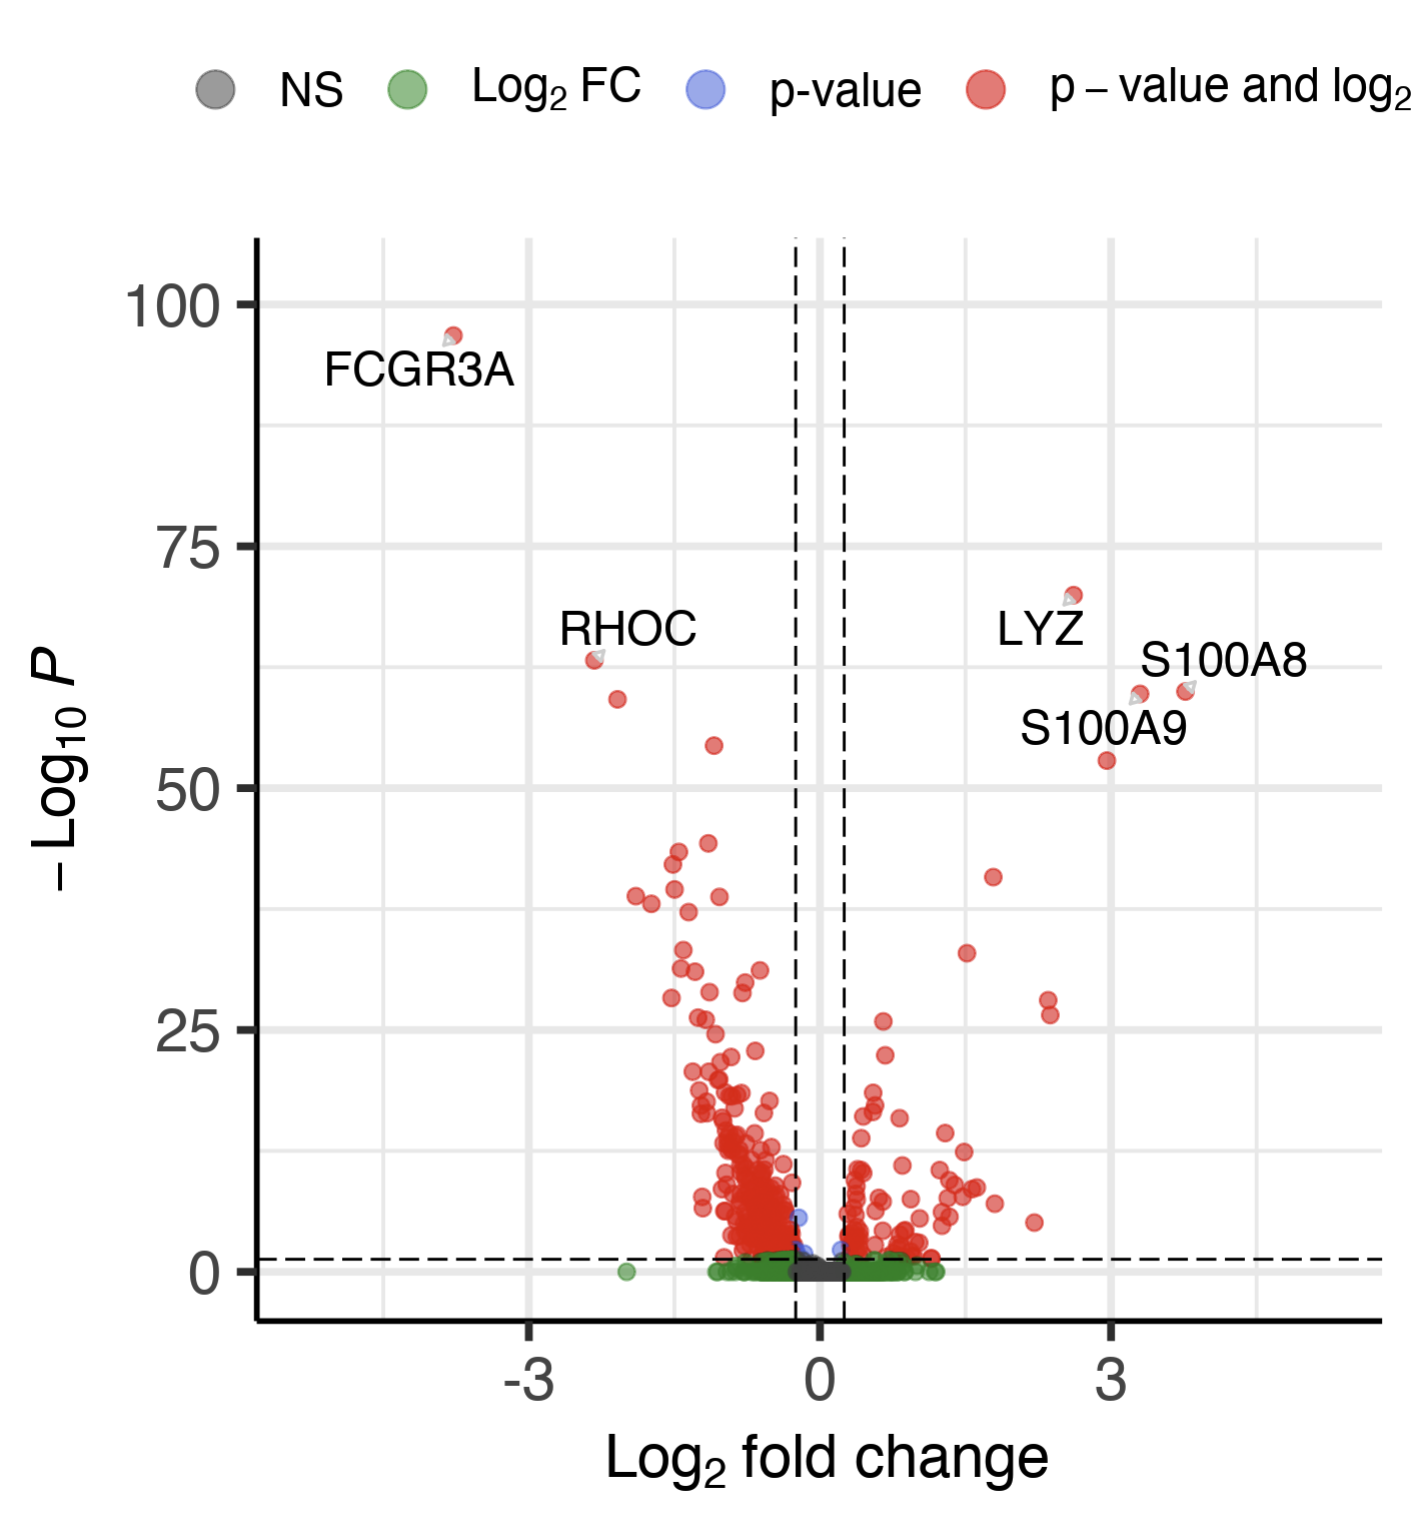 NS Log₂ FC p-value p – value and log₂
100
FCGR3A
75
LYZ
RHOC
S100A8
S100A9
50
25
0
-3 0 3
Log₂ fold change
– Log₁₀ P